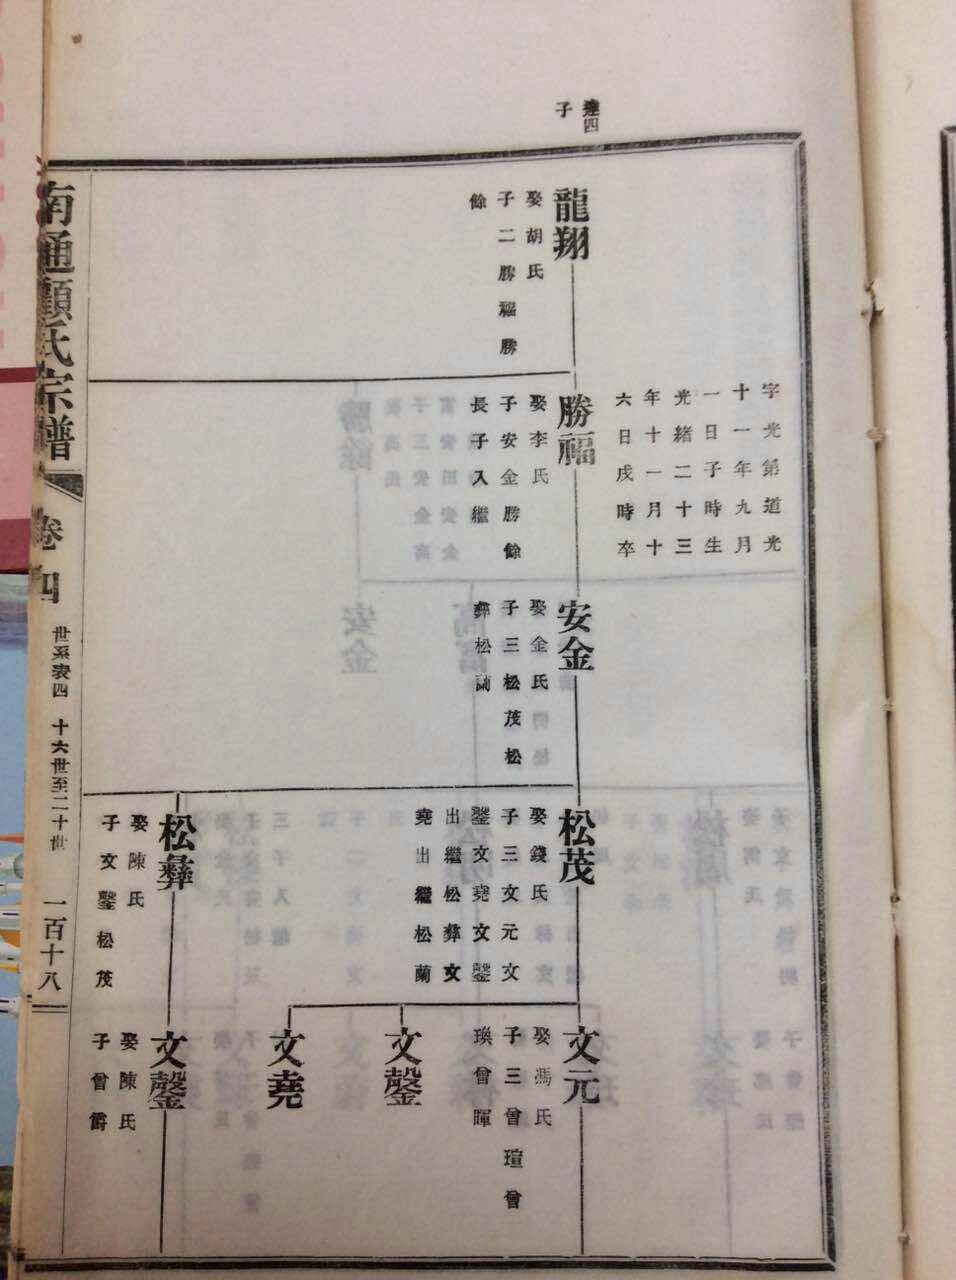 達四
子
龍翔
娶胡氏
子二勝福勝
餘
字光第道光
十一年九月
一日子時生
光緒二十三
年十一月十
六日戌時卒
勝福
娶李氏
子安金勝餘
長子入繼
安金
娶金氏
子三松茂松
彝松蘭
松茂
娶錢氏
子三文元文
鑿文堯文鑿
出繼松彝文
堯出繼松蘭
松彝
娶陳氏
子文鑿松茂
文元
娶馮氏
子三曾瑄曾
瑛曾暉
文鑿
文堯
文鑿
娶陳氏
子曾爵
南通顧氏宗譜
卷四
世系表四 十六世至二十世
一百十八